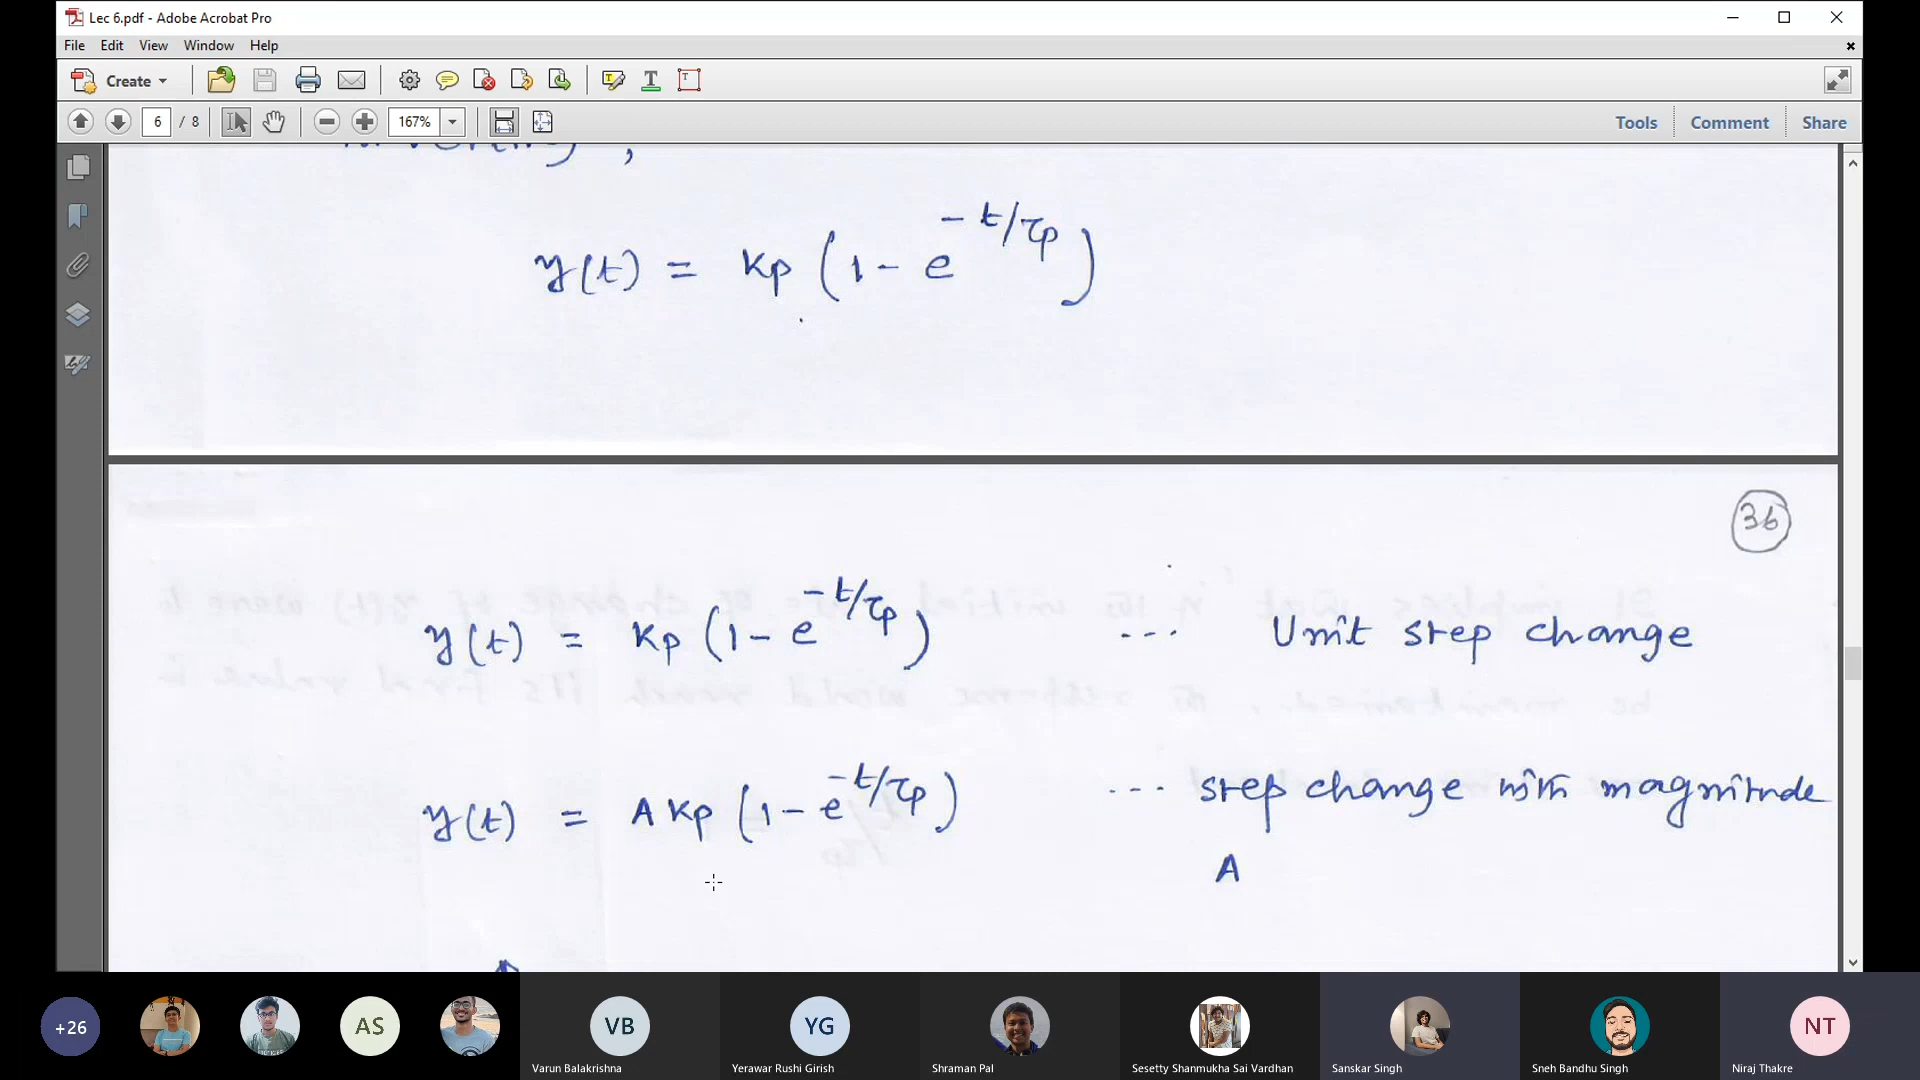 Lec 6.pdf - Adobe Acrobat Pro
File Edit View Window Help
Create
6 / 8 167% Tools Comment Share
y(t) = Kp (1 - e^{-t/τp})
36
y(t) = Kp (1 - e^{-t/τp}) --- Unit step change
y(t) = A Kp (1 - e^{-t/τp}) --- step change with magnitude
A
+26 AS VB YG NT
Varun Balakrishna Yerawar Rushi Girish Shraman Pal Sesetty Shanmukha Sai Vardhan Sanskar Singh Sneh Bandhu Singh Niraj Thakre